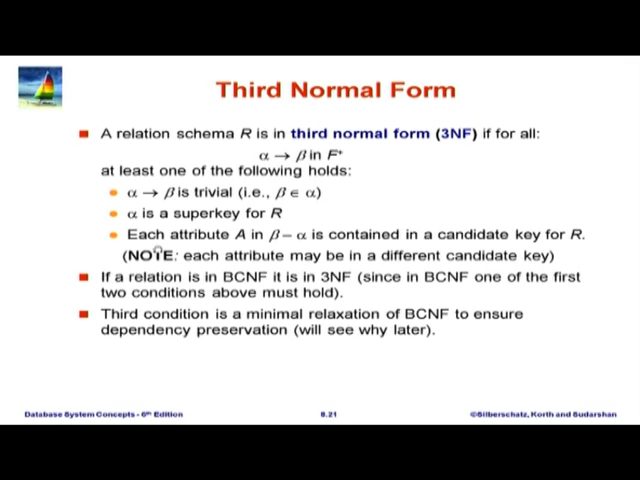 Third Normal Form
A relation schema R is in third normal form (3NF) if for all:
α → β in F+
at least one of the following holds:
α → β is trivial (i.e., β ∈ α)
α is a superkey for R
Each attribute A in β – α is contained in a candidate key for R.
(NOTE: each attribute may be in a different candidate key)
If a relation is in BCNF it is in 3NF (since in BCNF one of the first
two conditions above must hold).
Third condition is a minimal relaxation of BCNF to ensure
dependency preservation (will see why later).
Database System Concepts - 6th Edition
8.21
©Silberschatz, Korth and Sudarshan